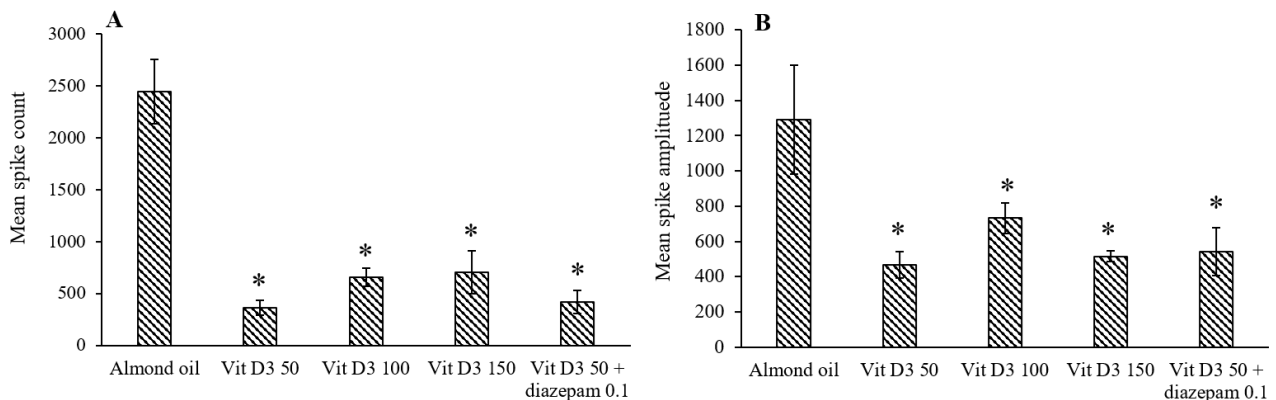 A
Mean spike count
3000
2500
2000
1500
1000
500
0
*
*
*
*
Almond oil
Vit D3 50
Vit D3 100
Vit D3 150
Vit D3 50 +
diazepam 0.1
B
Mean spike amplituede
1800
1600
1400
1200
1000
800
600
400
200
0
*
*
*
*
Almond oil
Vit D3 50
Vit D3 100
Vit D3 150
Vit D3 50 +
diazepam 0.1